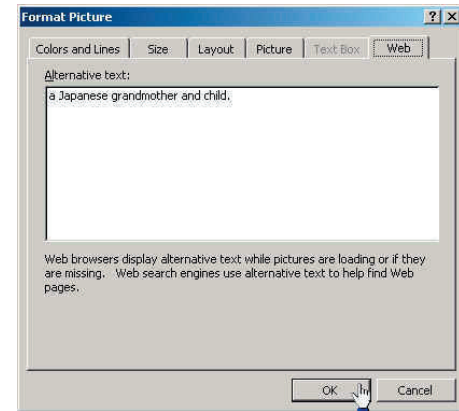 Format Picture
Colors and Lines Size Layout Picture Text Box Web
Alternative text:
a Japanese grandmother and child.
Web browsers display alternative text while pictures are loading or if they
are missing. Web search engines use alternative text to help find Web
pages.
OK Cancel